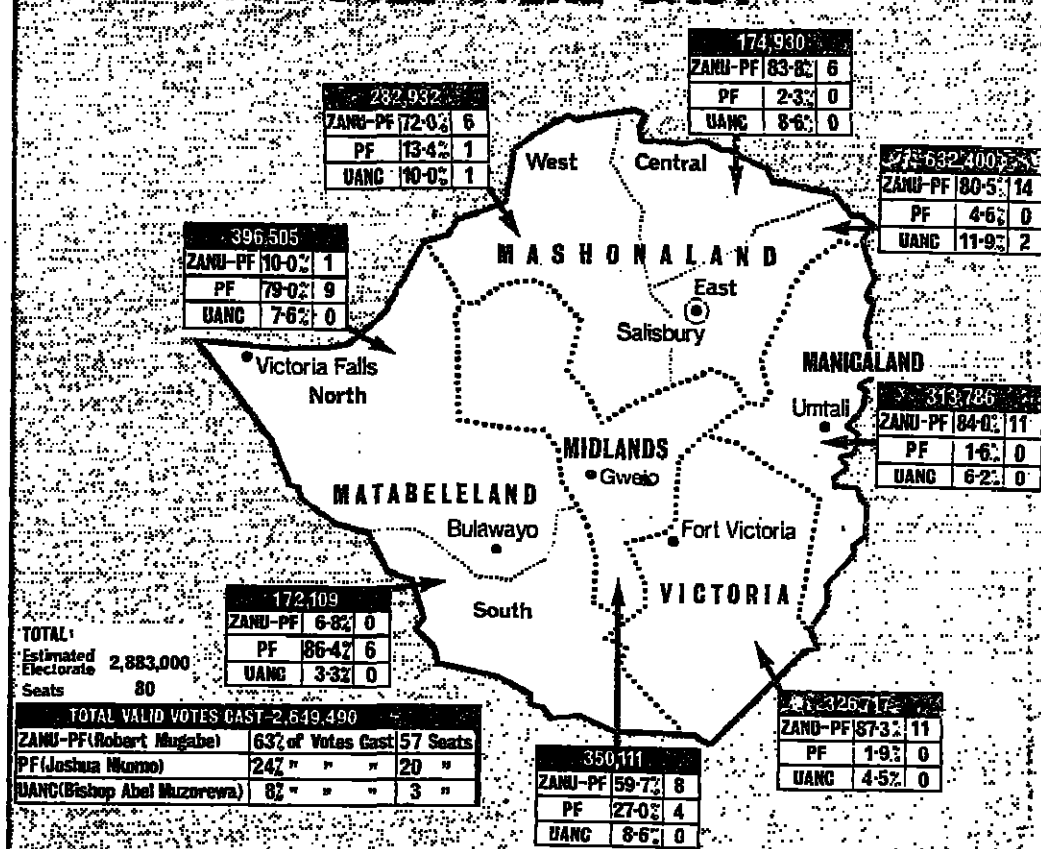 174,930
ZANU-PF 83·8% 6
PF 2·3% 0
UANC 8·6% 0
282,932
ZANU-PF 72·0% 6
PF 13·4% 1
UANC 10·0% 1
West
Central
632,400
ZANU-PF 80·5% 14
PF 4·6% 0
UANC 11·9% 2
396,505
ZANU-PF 10·0% 1
PF 79·0% 9
UANC 7·6% 0
MASHONALAND
East
Salisbury
Victoria Falls
North
MANICALAND
Umtali
313,786
ZANU-PF 84·0% 11
PF 1·6% 0
UANC 6·2% 0
MIDLANDS
Gwelo
MATABELELAND
Bulawayo
Fort Victoria
VICTORIA
South
172,109
ZANU-PF 6·8% 0
PF 86·4% 6
UANC 3·3% 0
TOTAL:
Estimated
Electorate 2,883,000
Seats 80
TOTAL VALID VOTES CAST-2,649,490
ZANU-PF(Robert Mugabe) 63% of Votes Cast 57 Seats
PF(Joshua Nkomo) 24% " " " 20 "
UANC(Bishop Abel Muzorewa) 8% " " " 3 "
350,111
ZANU-PF 59·7% 8
PF 27·0% 4
UANC 8·6% 0
326,717
ZANU-PF 87·3% 11
PF 1·9% 0
UANC 4·5% 0